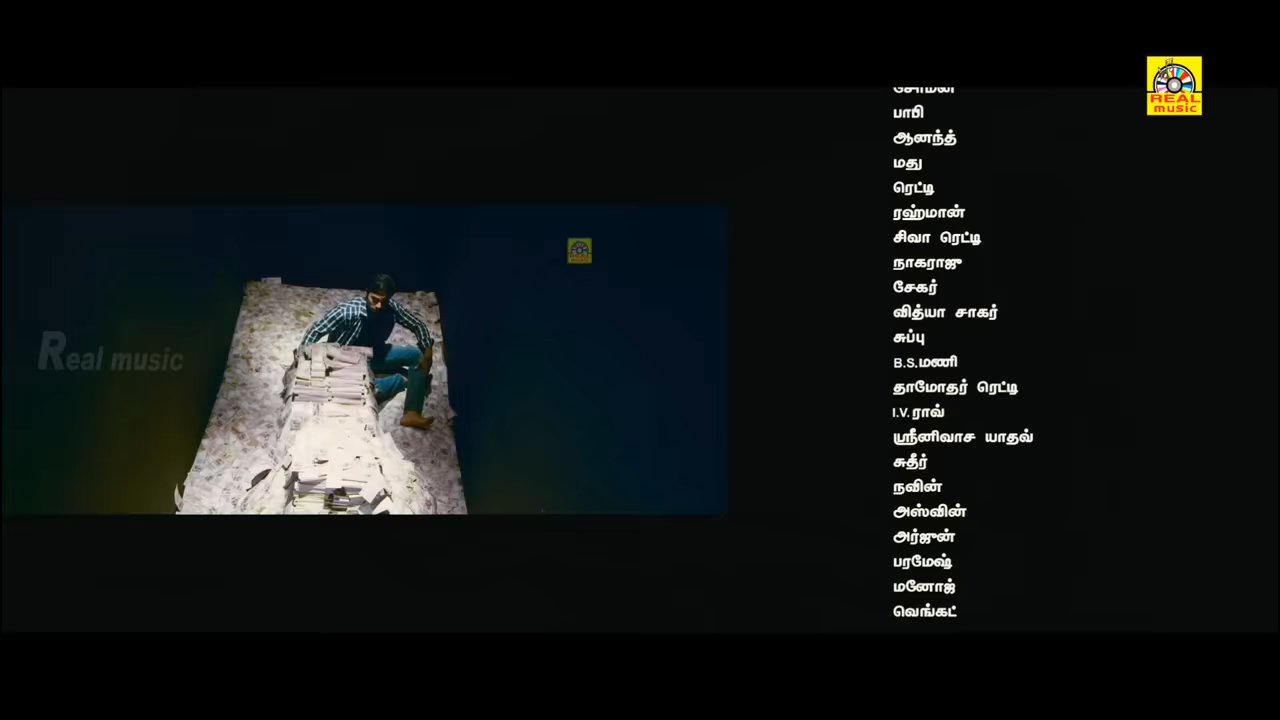 REAL
music
Real music
சோமன்
பாபி
ஆனந்த்
மது
ரெட்டி
ரஹ்மான்
சிவா ரெட்டி
நாகராஜு
சேகர்
வித்யா சாகர்
சுப்பு
B.S.மணி
தாமோதர் ரெட்டி
I.V.ராவ்
ஸ்ரீனிவாச யாதவ்
சுதீர்
நவின்
அஸ்வின்
அர்ஜுன்
பரமேஷ்
மனோஜ்
வெங்கட்